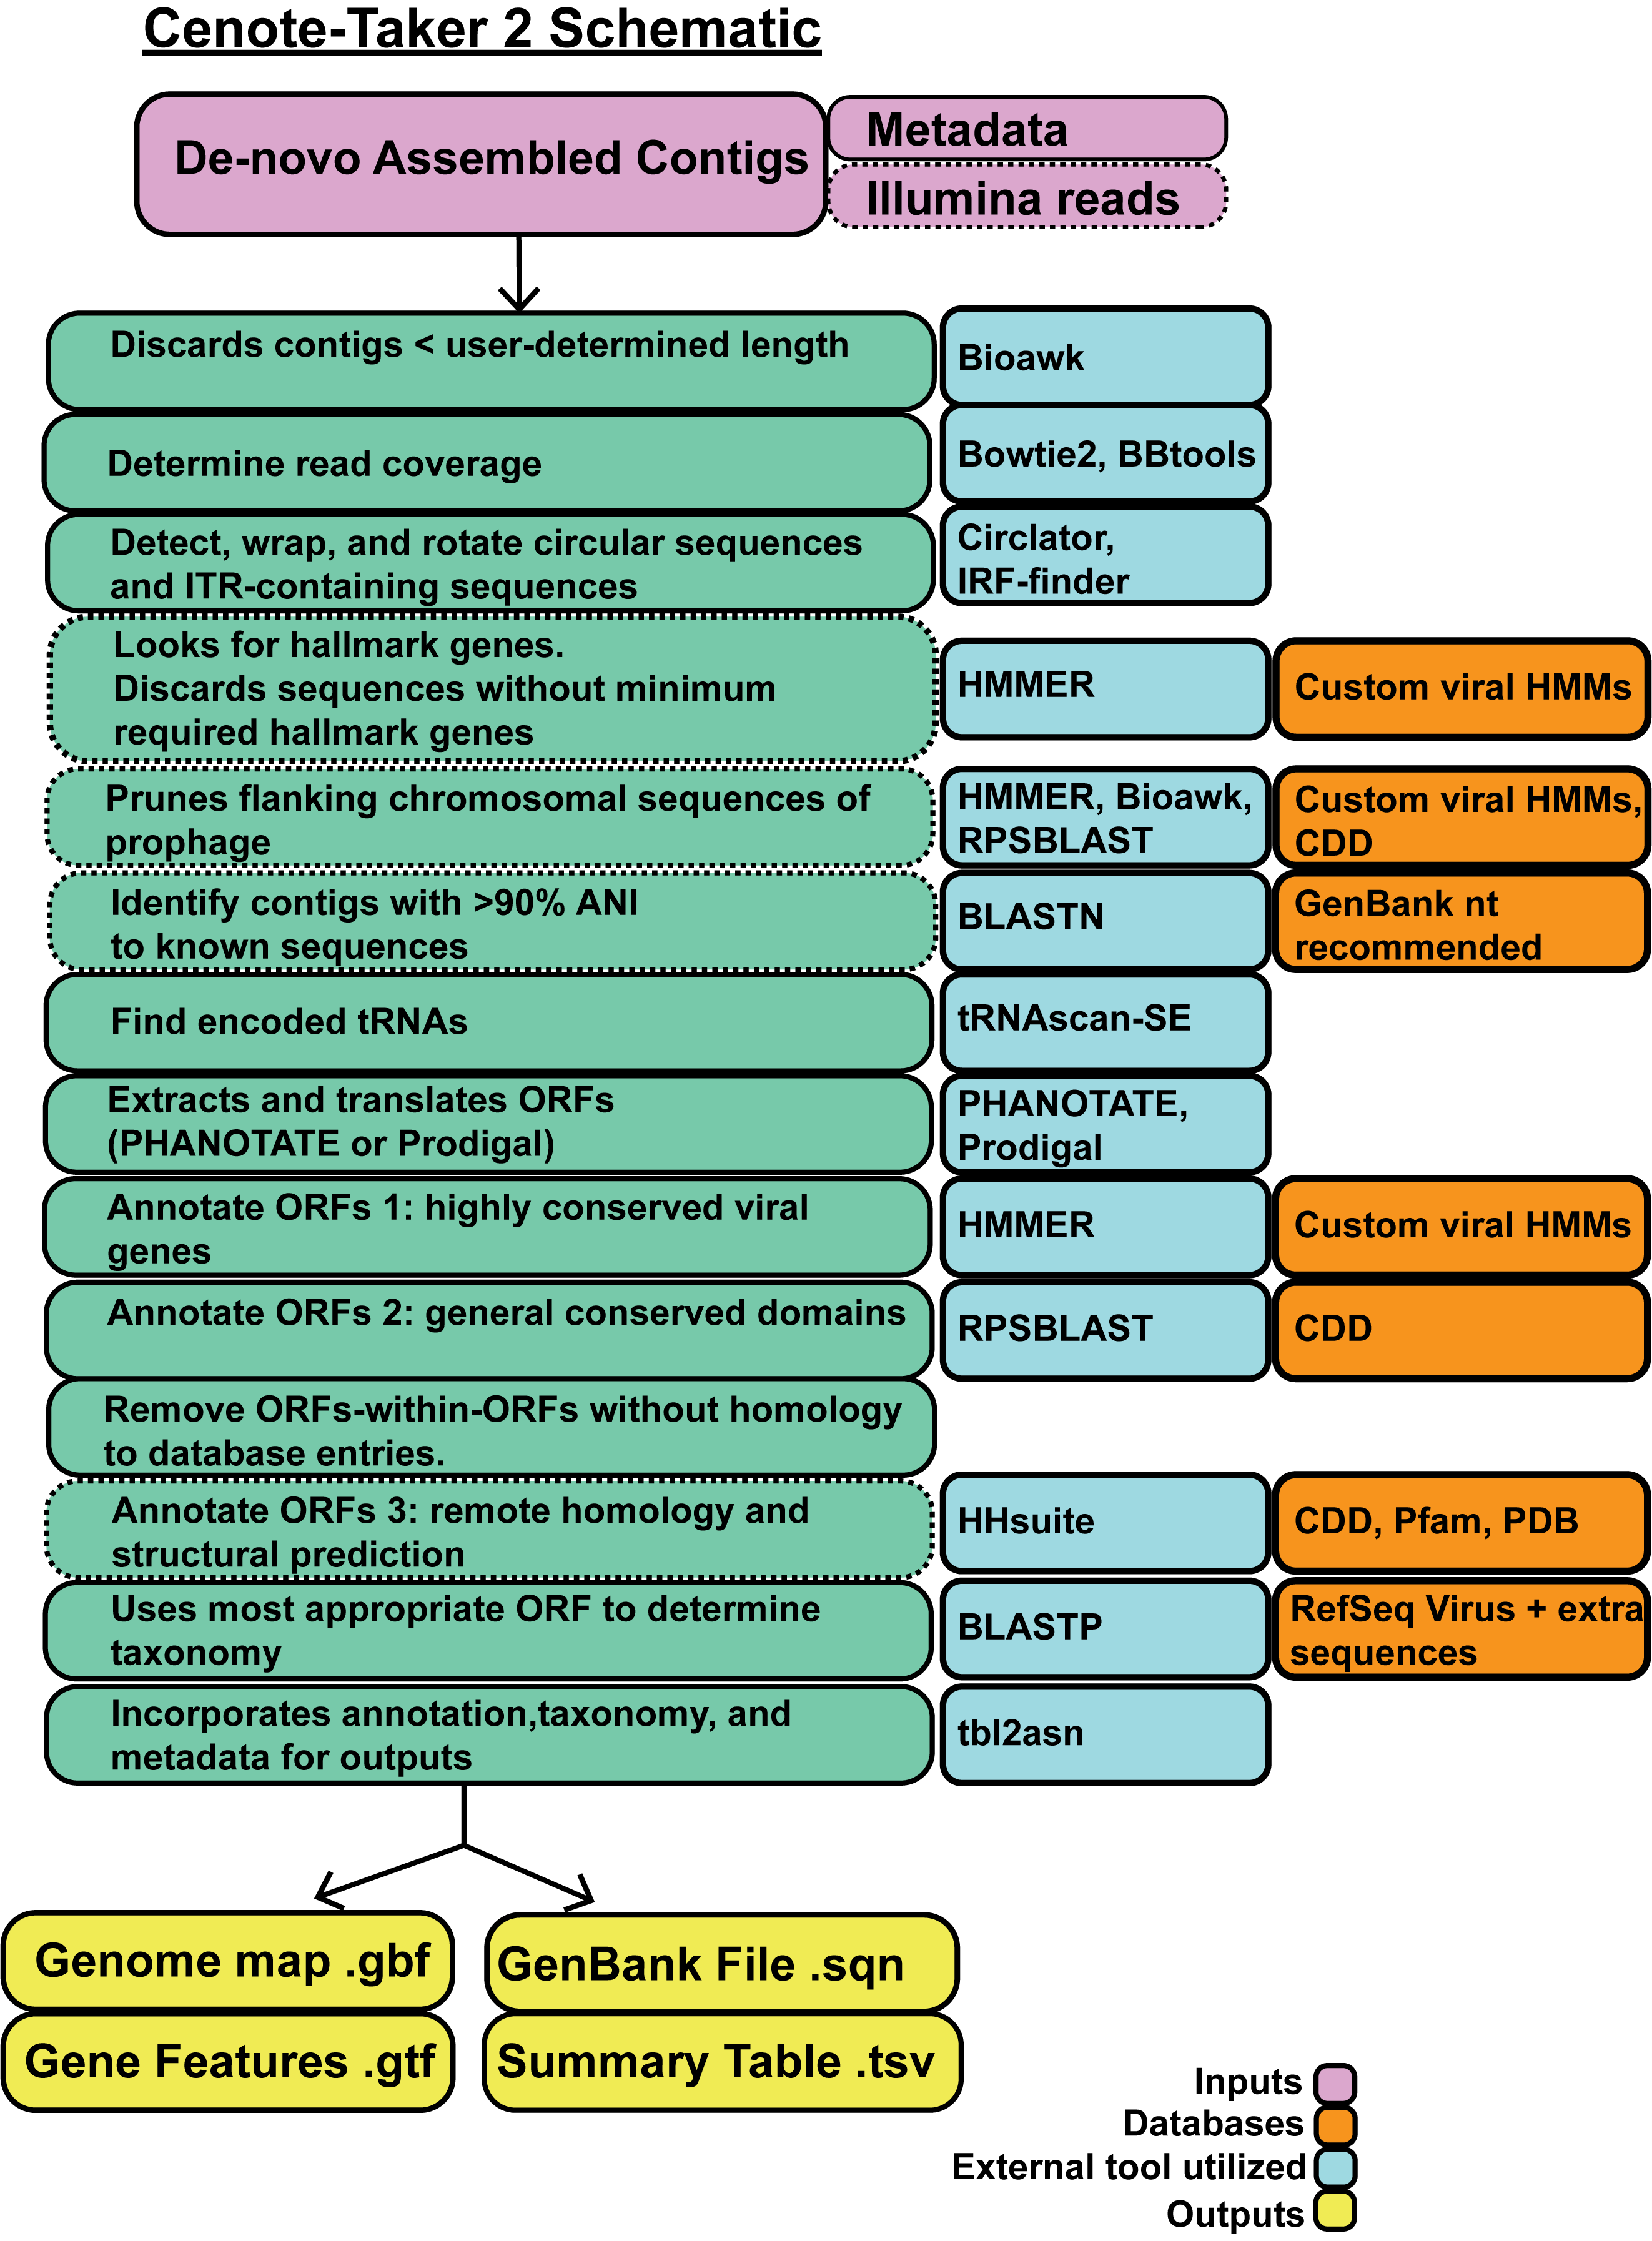 Cenote-Taker 2 Schematic
De-novo Assembled Contigs
Metadata
Illumina reads
Discards contigs < user-determined length
Bioawk
Determine read coverage
Bowtie2, BBtools
Detect, wrap, and rotate circular sequences
and ITR-containing sequences
Circlator,
IRF-finder
Looks for hallmark genes.
Discards sequences without minimum
required hallmark genes
HMMER
Custom viral HMMs
Prunes flanking chromosomal sequences of
prophage
HMMER, Bioawk,
RPSBLAST
Custom viral HMMs,
CDD
Identify contigs with >90% ANI
to known sequences
BLASTN
GenBank nt
recommended
Find encoded tRNAs
tRNAscan-SE
Extracts and translates ORFs
(PHANOTATE or Prodigal)
PHANOTATE,
Prodigal
Annotate ORFs 1: highly conserved viral
genes
HMMER
Custom viral HMMs
Annotate ORFs 2: general conserved domains
RPSBLAST
CDD
Remove ORFs-within-ORFs without homology
to database entries.
Annotate ORFs 3: remote homology and
structural prediction
HHsuite
CDD, Pfam, PDB
Uses most appropriate ORF to determine
taxonomy
BLASTP
RefSeq Virus + extra
sequences
Incorporates annotation,taxonomy, and
metadata for outputs
tbl2asn
Genome map .gbf
GenBank File .sqn
Gene Features .gtf
Summary Table .tsv
Inputs
Databases
External tool utilized
Outputs